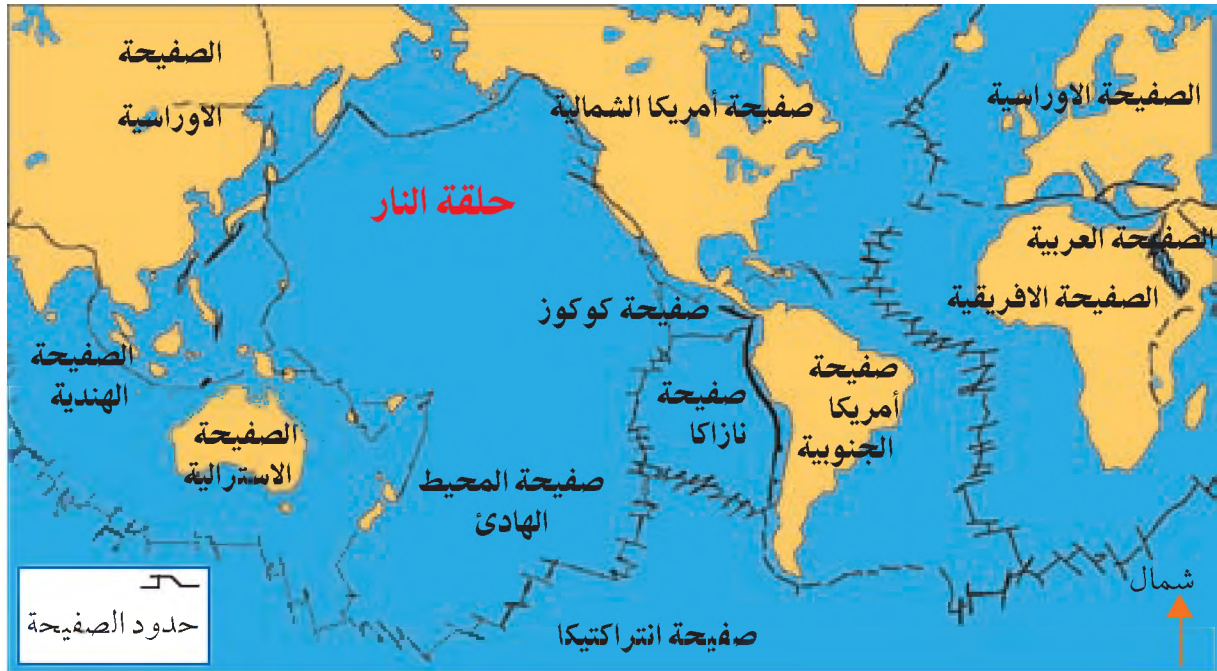 الصفيحة
الاوراسية
صفيحة أمريكا الشمالية
الصفيحة الاوراسية
حلقة النار
الصفيحة العربية
الصفيحة الافريقية
صفيحة كوكوز
الصفيحة
الهندية
صفيحة
نازاكا
صفيحة
أمريكا
الجنوبية
الصفيحة
الاسترالية
صفيحة المحيط
الهادئ
صفيحة انتراكتيكا
شمال
حدود الصفيحة